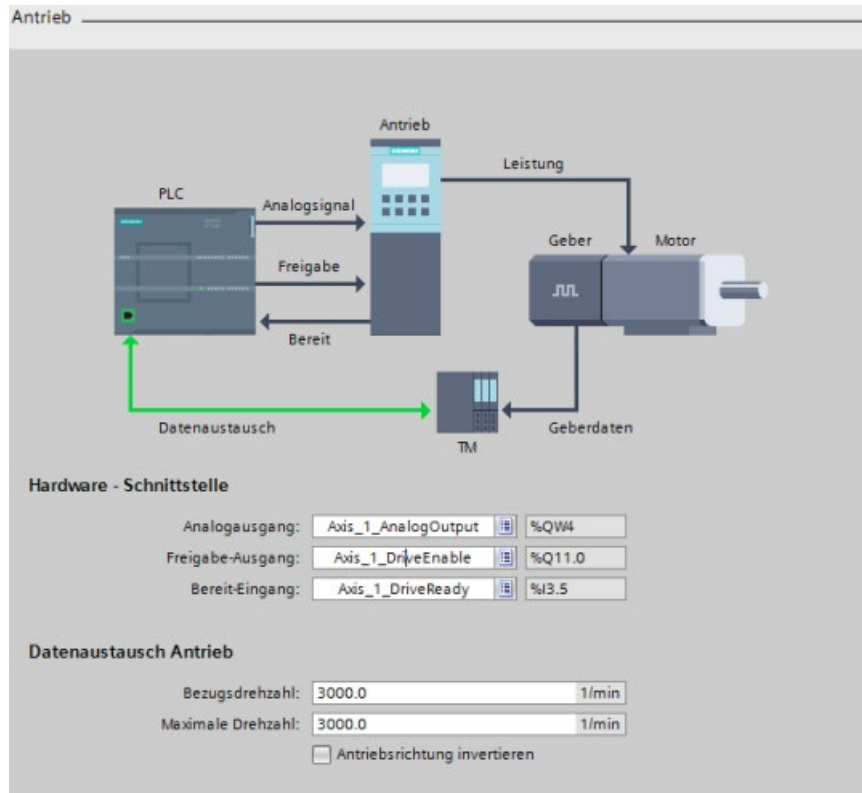 Antrieb
Antrieb
Leistung
PLC
Analogsignal
Geber
Motor
Freigabe
Bereit
Datenaustausch
Geberdaten
TM
Hardware - Schnittstelle
Analogausgang: Axis_1_AnalogOutput %QW4
Freigabe-Ausgang: Axis_1_DriveEnable %Q11.0
Bereit-Eingang: Axis_1_DriveReady %I3.5
Datenaustausch Antrieb
Bezugsdrehzahl: 3000.0 1/min
Maximale Drehzahl: 3000.0 1/min
Antriebsrichtung invertieren